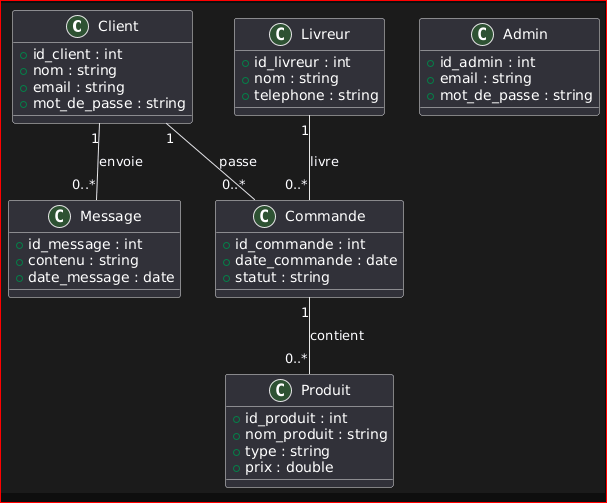 C Client
id_client : int
nom : string
email : string
mot_de_passe : string
C Livreur
id_livreur : int
nom : string
telephone : string
C Admin
id_admin : int
email : string
mot_de_passe : string
1
envoie
0..*
1
passe
0..*
1
livre
0..*
C Message
id_message : int
contenu : string
date_message : date
C Commande
id_commande : int
date_commande : date
statut : string
1
contient
0..*
C Produit
id_produit : int
nom_produit : string
type : string
prix : double